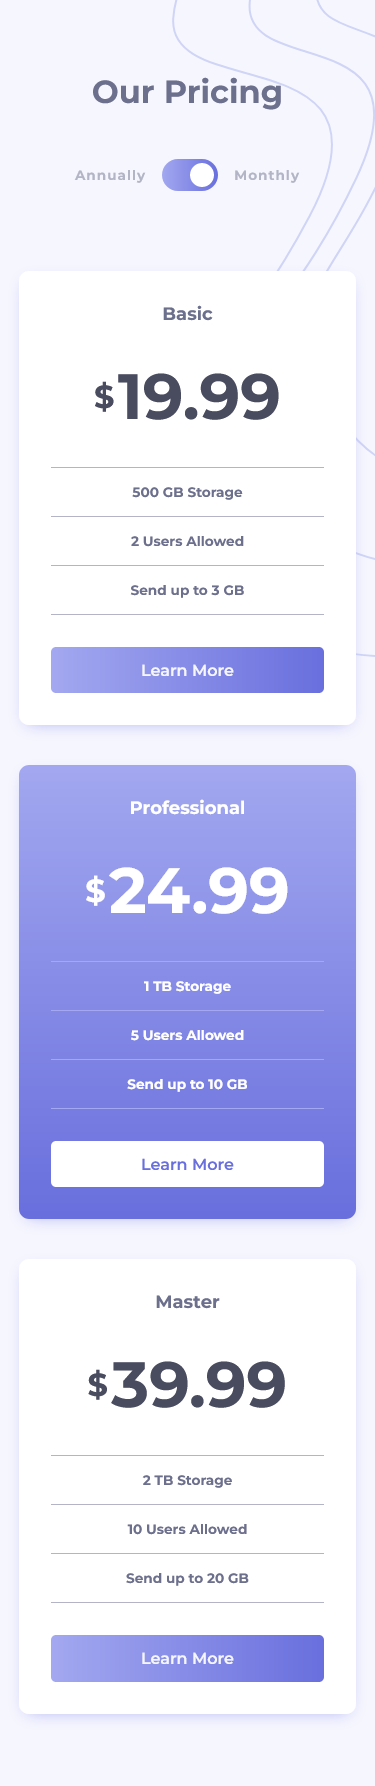 Our Pricing
Annually Monthly
Basic
$19.99
500 GB Storage
2 Users Allowed
Send up to 3 GB
Learn More
Professional
$24.99
1 TB Storage
5 Users Allowed
Send up to 10 GB
Learn More
Master
$39.99
2 TB Storage
10 Users Allowed
Send up to 20 GB
Learn More